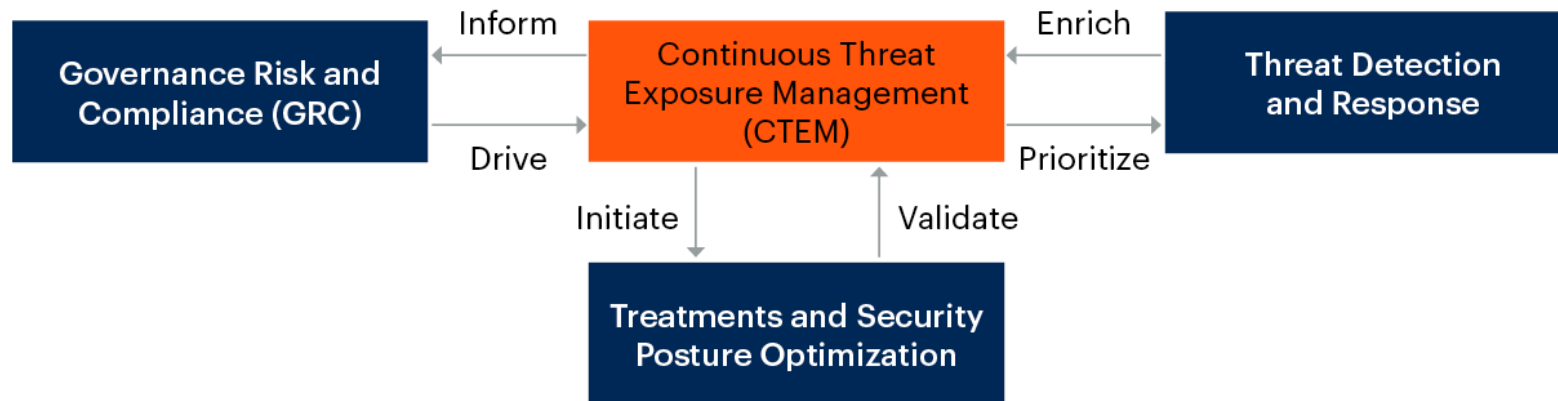 Inform
Governance Risk and
Compliance (GRC)
Drive
Continuous Threat
Exposure Management
(CTEM)
Enrich
Threat Detection
and Response
Prioritize
Initiate
Validate
Treatments and Security
Posture Optimization